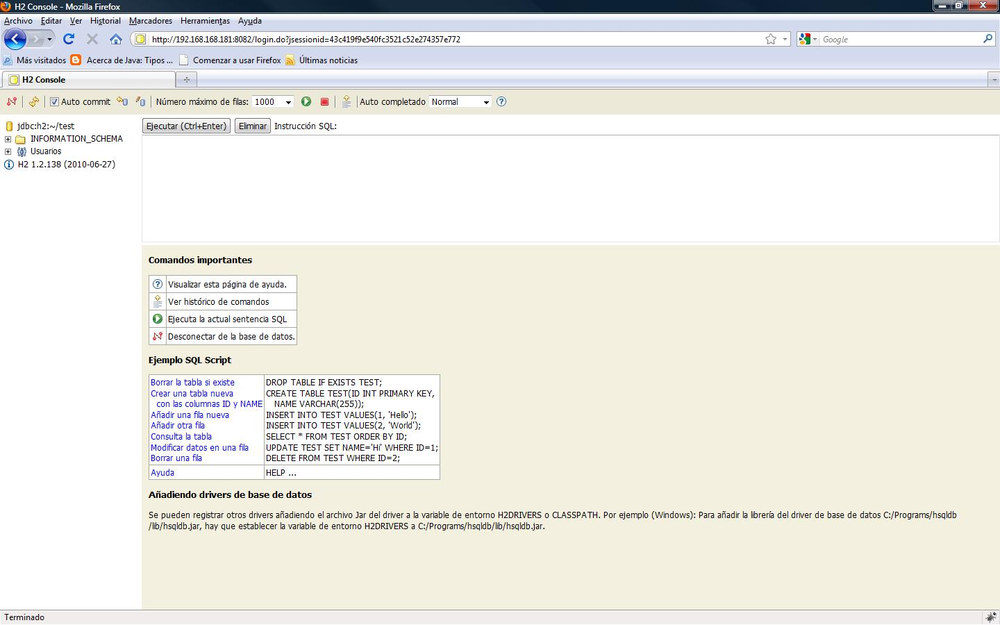 H2 Console - Mozilla Firefox
Archivo Editar Ver Historial Marcadores Herramientas Ayuda
http://192.168.168.181:8082/login.do?jsessionid=43c419f9e540fc3521c52e274357e772
Google
Más visitados Acerca de Java: Tipos ... Comenzar a usar Firefox Últimas noticias
H2 Console
Auto commit Número máximo de filas: 1000 Auto completado Normal
jdbc:h2:~/test
INFORMATION_SCHEMA
Usuarios
H2 1.2.138 (2010-06-27)
Ejecutar (Ctrl+Enter) Eliminar Instrucción SQL:
Comandos importantes
Visualizar esta página de ayuda.
Ver histórico de comandos
Ejecuta la actual sentencia SQL
Desconectar de la base de datos.
Ejemplo SQL Script
Borrar la tabla si existe DROP TABLE IF EXISTS TEST;
Crear una tabla nueva CREATE TABLE TEST(ID INT PRIMARY KEY,
con las columnas ID y NAME NAME VARCHAR(255));
Añadir una fila nueva INSERT INTO TEST VALUES(1, 'Hello');
Añadir otra fila INSERT INTO TEST VALUES(2, 'World');
Consulta la tabla SELECT * FROM TEST ORDER BY ID;
Modificar datos en una fila UPDATE TEST SET NAME='Hi' WHERE ID=1;
Borrar una fila DELETE FROM TEST WHERE ID=2;
Ayuda HELP ...
Añadiendo drivers de base de datos
Se pueden registrar otros drivers añadiendo el archivo Jar del driver a la variable de entorno H2DRIVERS o CLASSPATH. Por ejemplo (Windows): Para añadir la librería del driver de base de datos C:/Programs/hsqldb
/lib/hsqldb.jar, hay que establecer la variable de entorno H2DRIVERS a C:/Programs/hsqldb/lib/hsqldb.jar.
Terminado